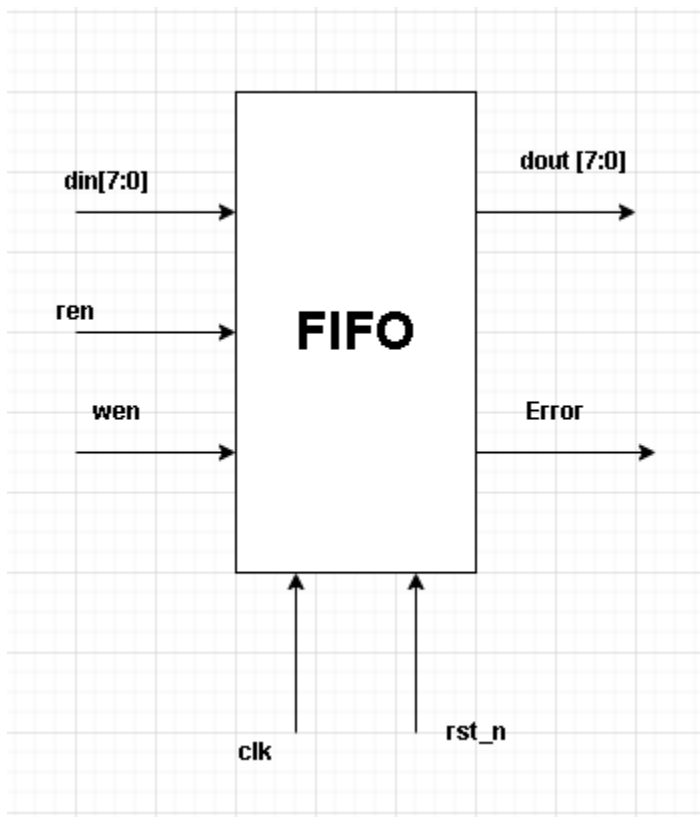 din[7:0]
dout [7:0]
ren
FIFO
wen
Error
clk
rst_n